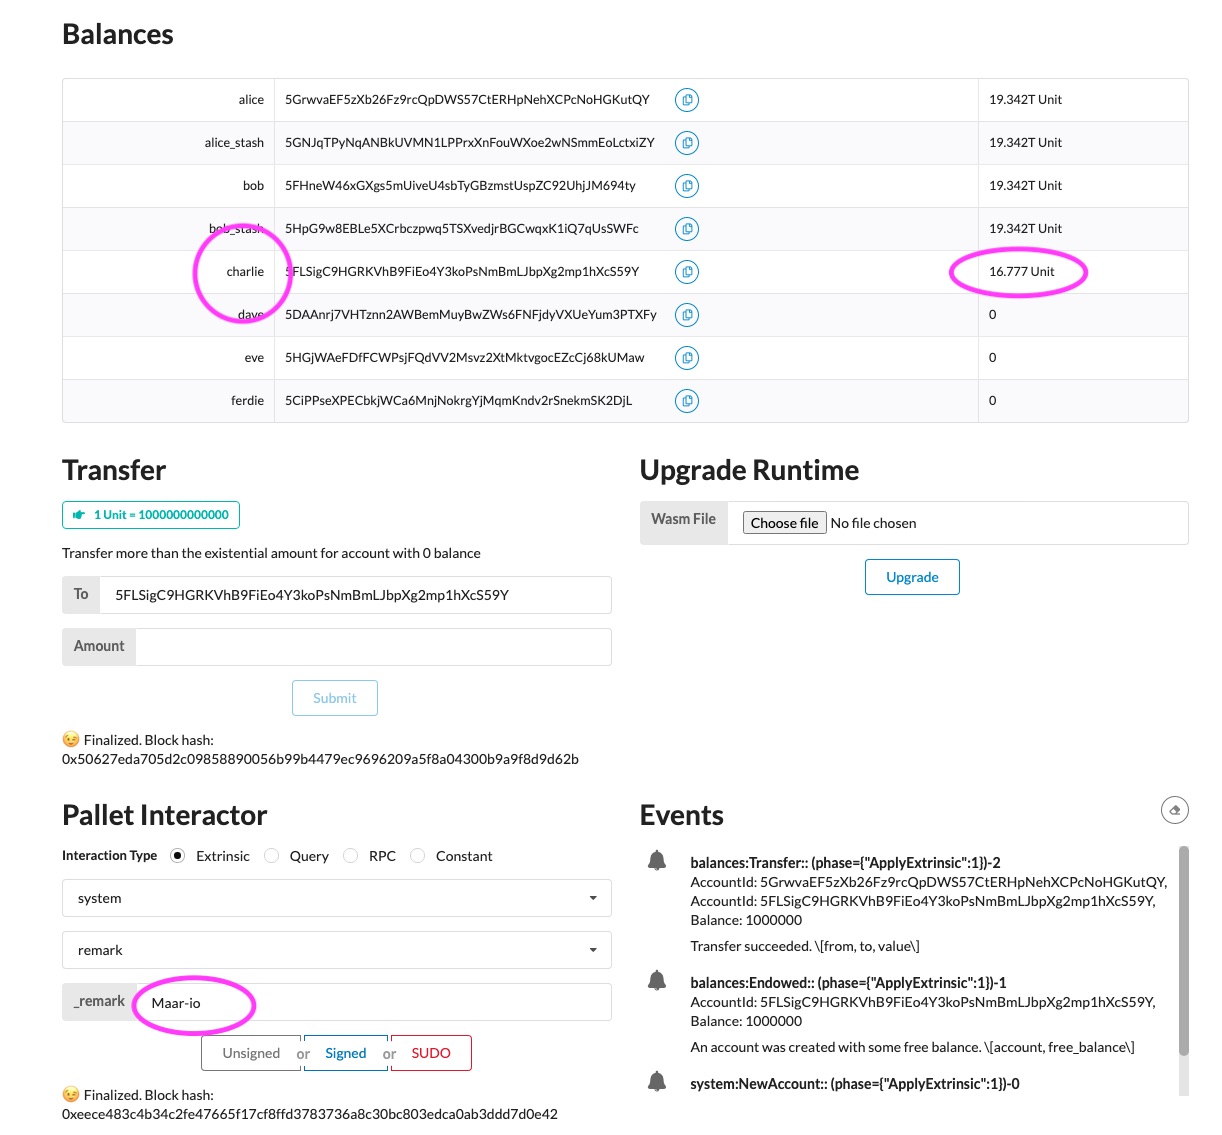 Balances
alice 5GrwvaEF5zXb26Fz9rcQpDWS57CtERHpNehXCPcNoHGKutQY 19.342T Unit
alice_stash 5GNJqTPyNqANBkUVMN1LPPrxXnFouWXoe2wNSmmEoLctxiZY 19.342T Unit
bob 5FHneW46xGXgs5mUiveU4sbTyGBzmstUspZC92UhjJM694ty 19.342T Unit
bob_stash 5HpG9w8EBLe5XCrbczpwq5TSXvedjrBGCwqxK1iQ7qUsSWFc 19.342T Unit
charlie 5FLSigC9HGRKVhB9FiEo4Y3koPsNmBmLJbpXg2mp1hXcS59Y 16.777 Unit
dave 5DAAnrj7VHTznn2AWBemMuyBwZWs6FNFjdyVXUeYum3PTXFy 0
eve 5HGjWAeFDfFCWPsjFQdVV2Msvz2XtMktvgocEZcCj68kUMaw 0
ferdie 5CiPPseXPECbkjWCa6MnjNokrgYjMqmKndv2rSnekmSK2DjL 0
Transfer
1 Unit = 1000000000000
Transfer more than the existential amount for account with 0 balance
To 5FLSigC9HGRKVhB9FiEo4Y3koPsNmBmLJbpXg2mp1hXcS59Y
Amount
Submit
Finalized. Block hash:
0x50627eda705d2c09858890056b99b4479ec9696209a5f8a04300b9a9f8d9d62b
Upgrade Runtime
Wasm File Choose file No file chosen
Upgrade
Pallet Interactor
Interaction Type Extrinsic Query RPC Constant
system
remark
_remark Maar-io
Unsigned or Signed or SUDO
Finalized. Block hash:
0xeece483c4b34c2fe47665f17cf8ffd3783736a8c30bc803edca0ab3ddd7d0e42
Events
balances:Transfer:: (phase={"ApplyExtrinsic":1})-2
AccountId: 5GrwvaEF5zXb26Fz9rcQpDWS57CtERHpNehXCPcNoHGKutQY,
AccountId: 5FLSigC9HGRKVhB9FiEo4Y3koPsNmBmLJbpXg2mp1hXcS59Y,
Balance: 1000000
Transfer succeeded. \[from, to, value\]
balances:Endowed:: (phase={"ApplyExtrinsic":1})-1
AccountId: 5FLSigC9HGRKVhB9FiEo4Y3koPsNmBmLJbpXg2mp1hXcS59Y,
Balance: 1000000
An account was created with some free balance. \[account, free_balance\]
system:NewAccount:: (phase={"ApplyExtrinsic":1})-0